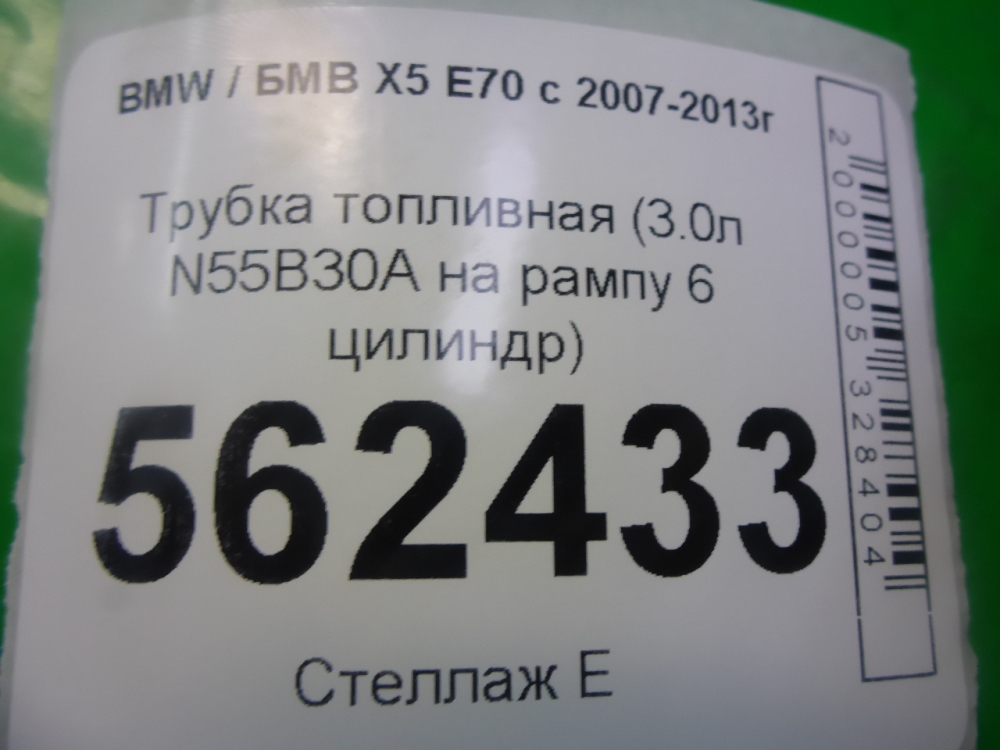 BMW / БМВ X5 E70 с 2007-2013г
Трубка топливная (3.0л
N55B30A на рампу 6
цилиндр)
562433
Стеллаж E
2000005328404